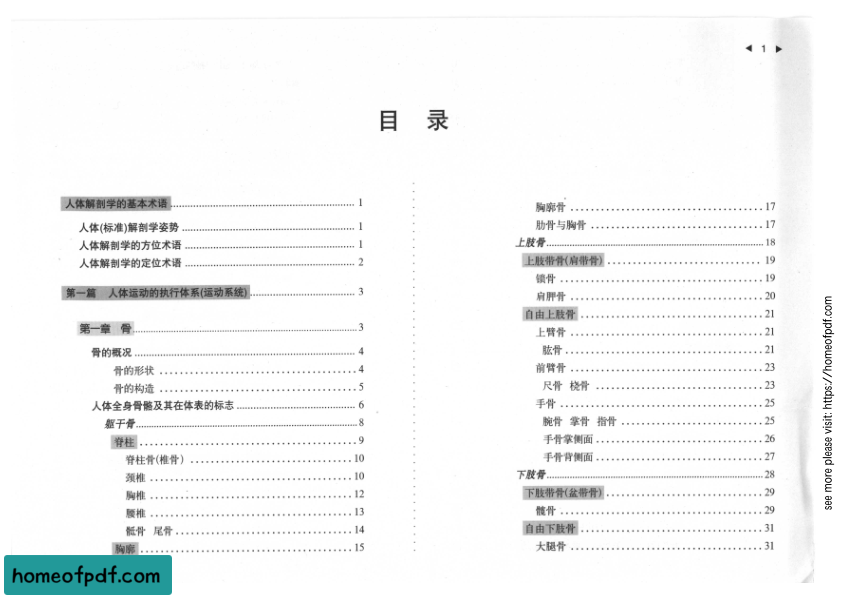 ◀ 1 ▶
目 录
人体解剖学的基本术语 1
人体(标准)解剖学姿势 1
人体解剖学的方位术语 1
人体解剖学的定位术语 2
第一篇 人体运动的执行体系(运动系统) 3
第一章 骨 3
骨的概况 4
骨的形状 4
骨的构造 5
人体全身骨骼及其在体表的标志 6
躯干骨 8
脊柱 9
脊柱骨(椎骨) 10
颈椎 10
胸椎 12
腰椎 13
骶骨 尾骨 14
胸廓 15
胸廓骨 17
肋骨与胸骨 17
上肢骨 18
上肢带骨(肩带骨) 19
锁骨 19
肩胛骨 20
自由上肢骨 21
上臂骨 21
肱骨 21
前臂骨 23
尺骨 桡骨 23
手骨 25
腕骨 掌骨 指骨 25
手骨掌侧面 26
手骨背侧面 27
下肢骨 28
下肢带骨(盆带骨) 29
髋骨 29
自由下肢骨 31
大腿骨 31
homeofpdf.com
see more please visit: https://homeofpdf.com